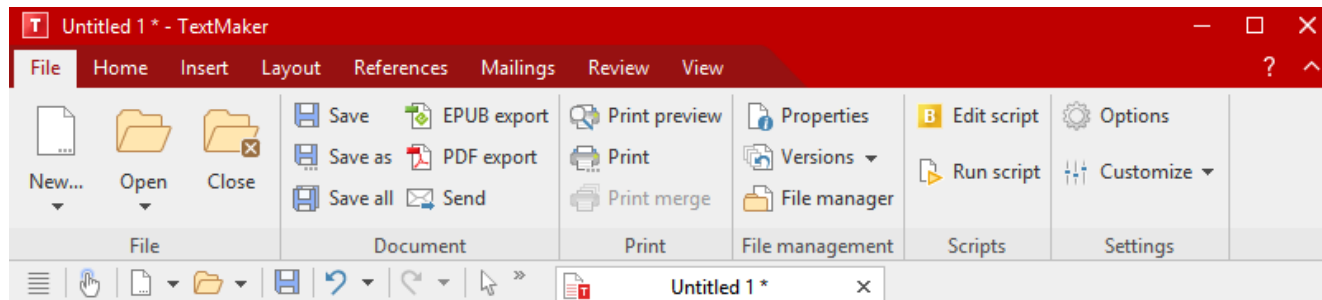 T Untitled 1 * - TextMaker
File Home Insert Layout References Mailings Review View ?
Save EPUB export Print preview Properties B Edit script Options
New... Open Close Save as PDF export Print Versions Run script Customize
Save all Send Print merge File manager
File Document Print File management Scripts Settings
T Untitled 1 *